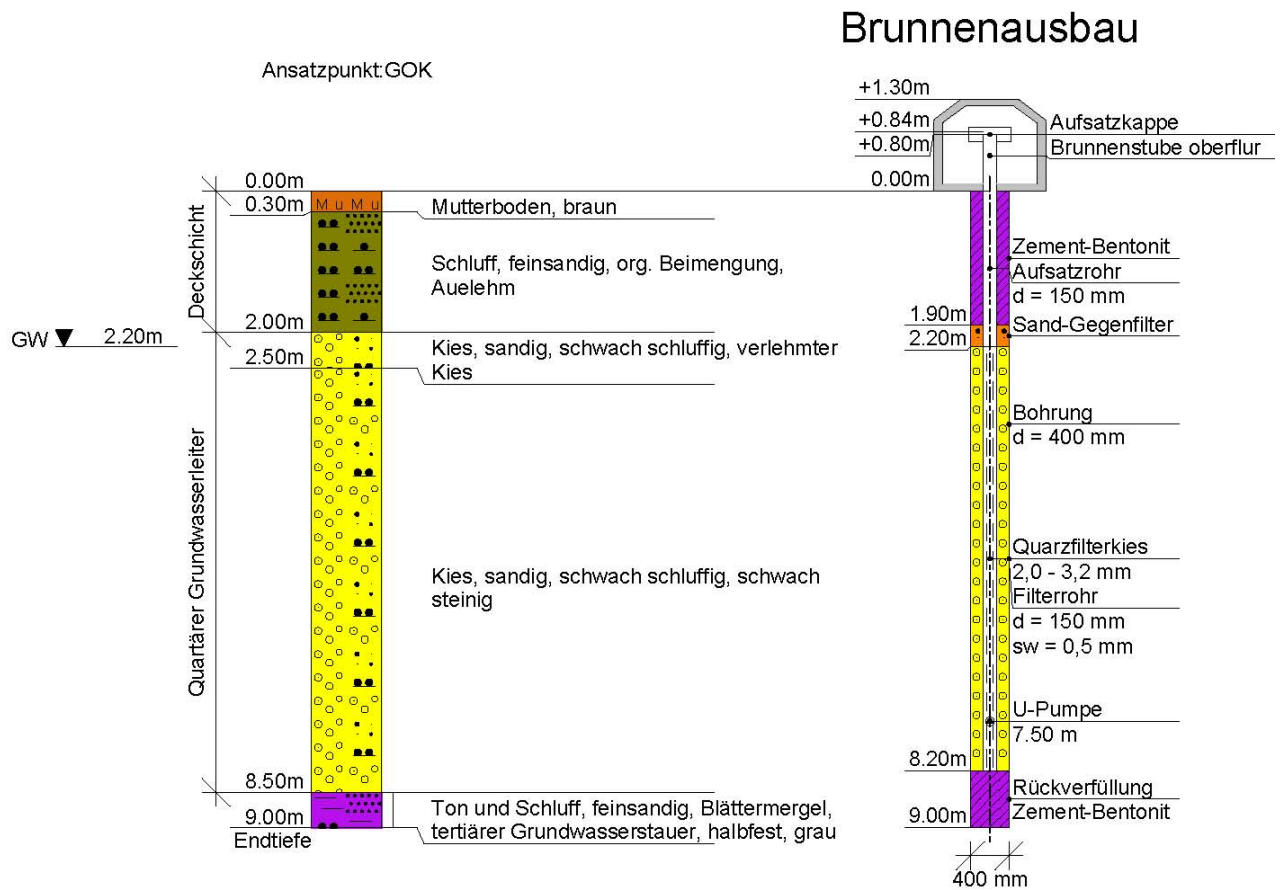 Brunnenausbau
Ansatzpunkt:GOK
+1.30m
+0.84m
+0.80m
0.00m
Aufsatzkappe
Brunnenstube oberflur
Deckschicht
Quartärer Grundwasserleiter
GW 2.20m
0.00m
0.30m
2.00m
2.50m
8.50m
9.00m
Endtiefe
M u M u
Mutterboden, braun
Schluff, feinsandig, org. Beimengung,
Auelehm
Kies, sandig, schwach schluffig, verlehmter
Kies
Kies, sandig, schwach schluffig, schwach
steinig
Ton und Schluff, feinsandig, Blättermergel,
tertiärer Grundwasserstauer, halbfest, grau
1.90m
2.20m
8.20m
9.00m
Zement-Bentonit
Aufsatzrohr
d = 150 mm
Sand-Gegenfilter
Bohrung
d = 400 mm
Quarzfilterkies
2,0 - 3,2 mm
Filterrohr
d = 150 mm
sw = 0,5 mm
U-Pumpe
7.50 m
Rückverfüllung
Zement-Bentonit
400 mm